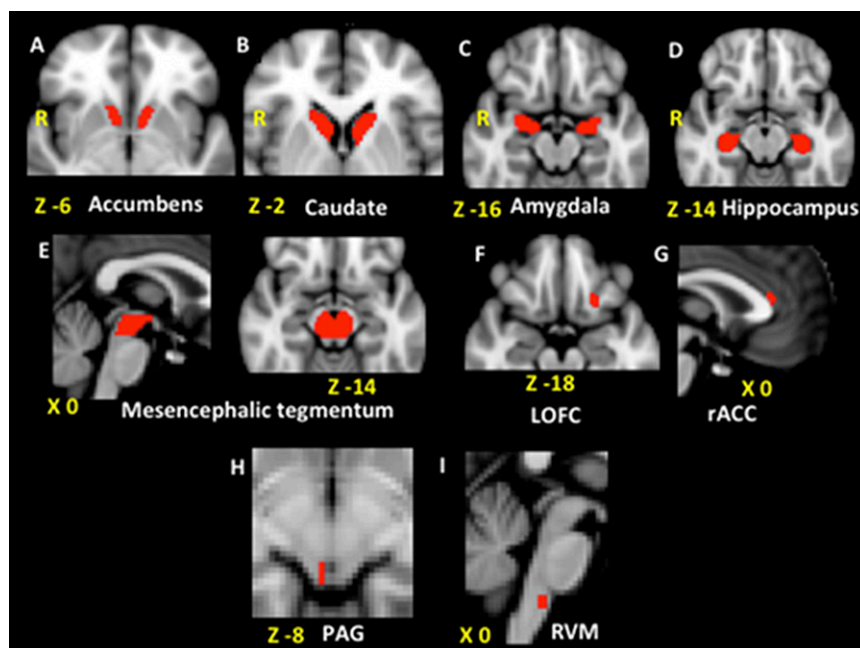 A
B
C
D
R
R
R
R
Z -6 Accumbens
Z -2 Caudate
Z -16 Amygdala
Z -14 Hippocampus
E
F
G
X 0
Z -14
Mesencephalic tegmentum
Z -18
LOFC
X 0
rACC
H
I
Z -8 PAG
X 0 RVM